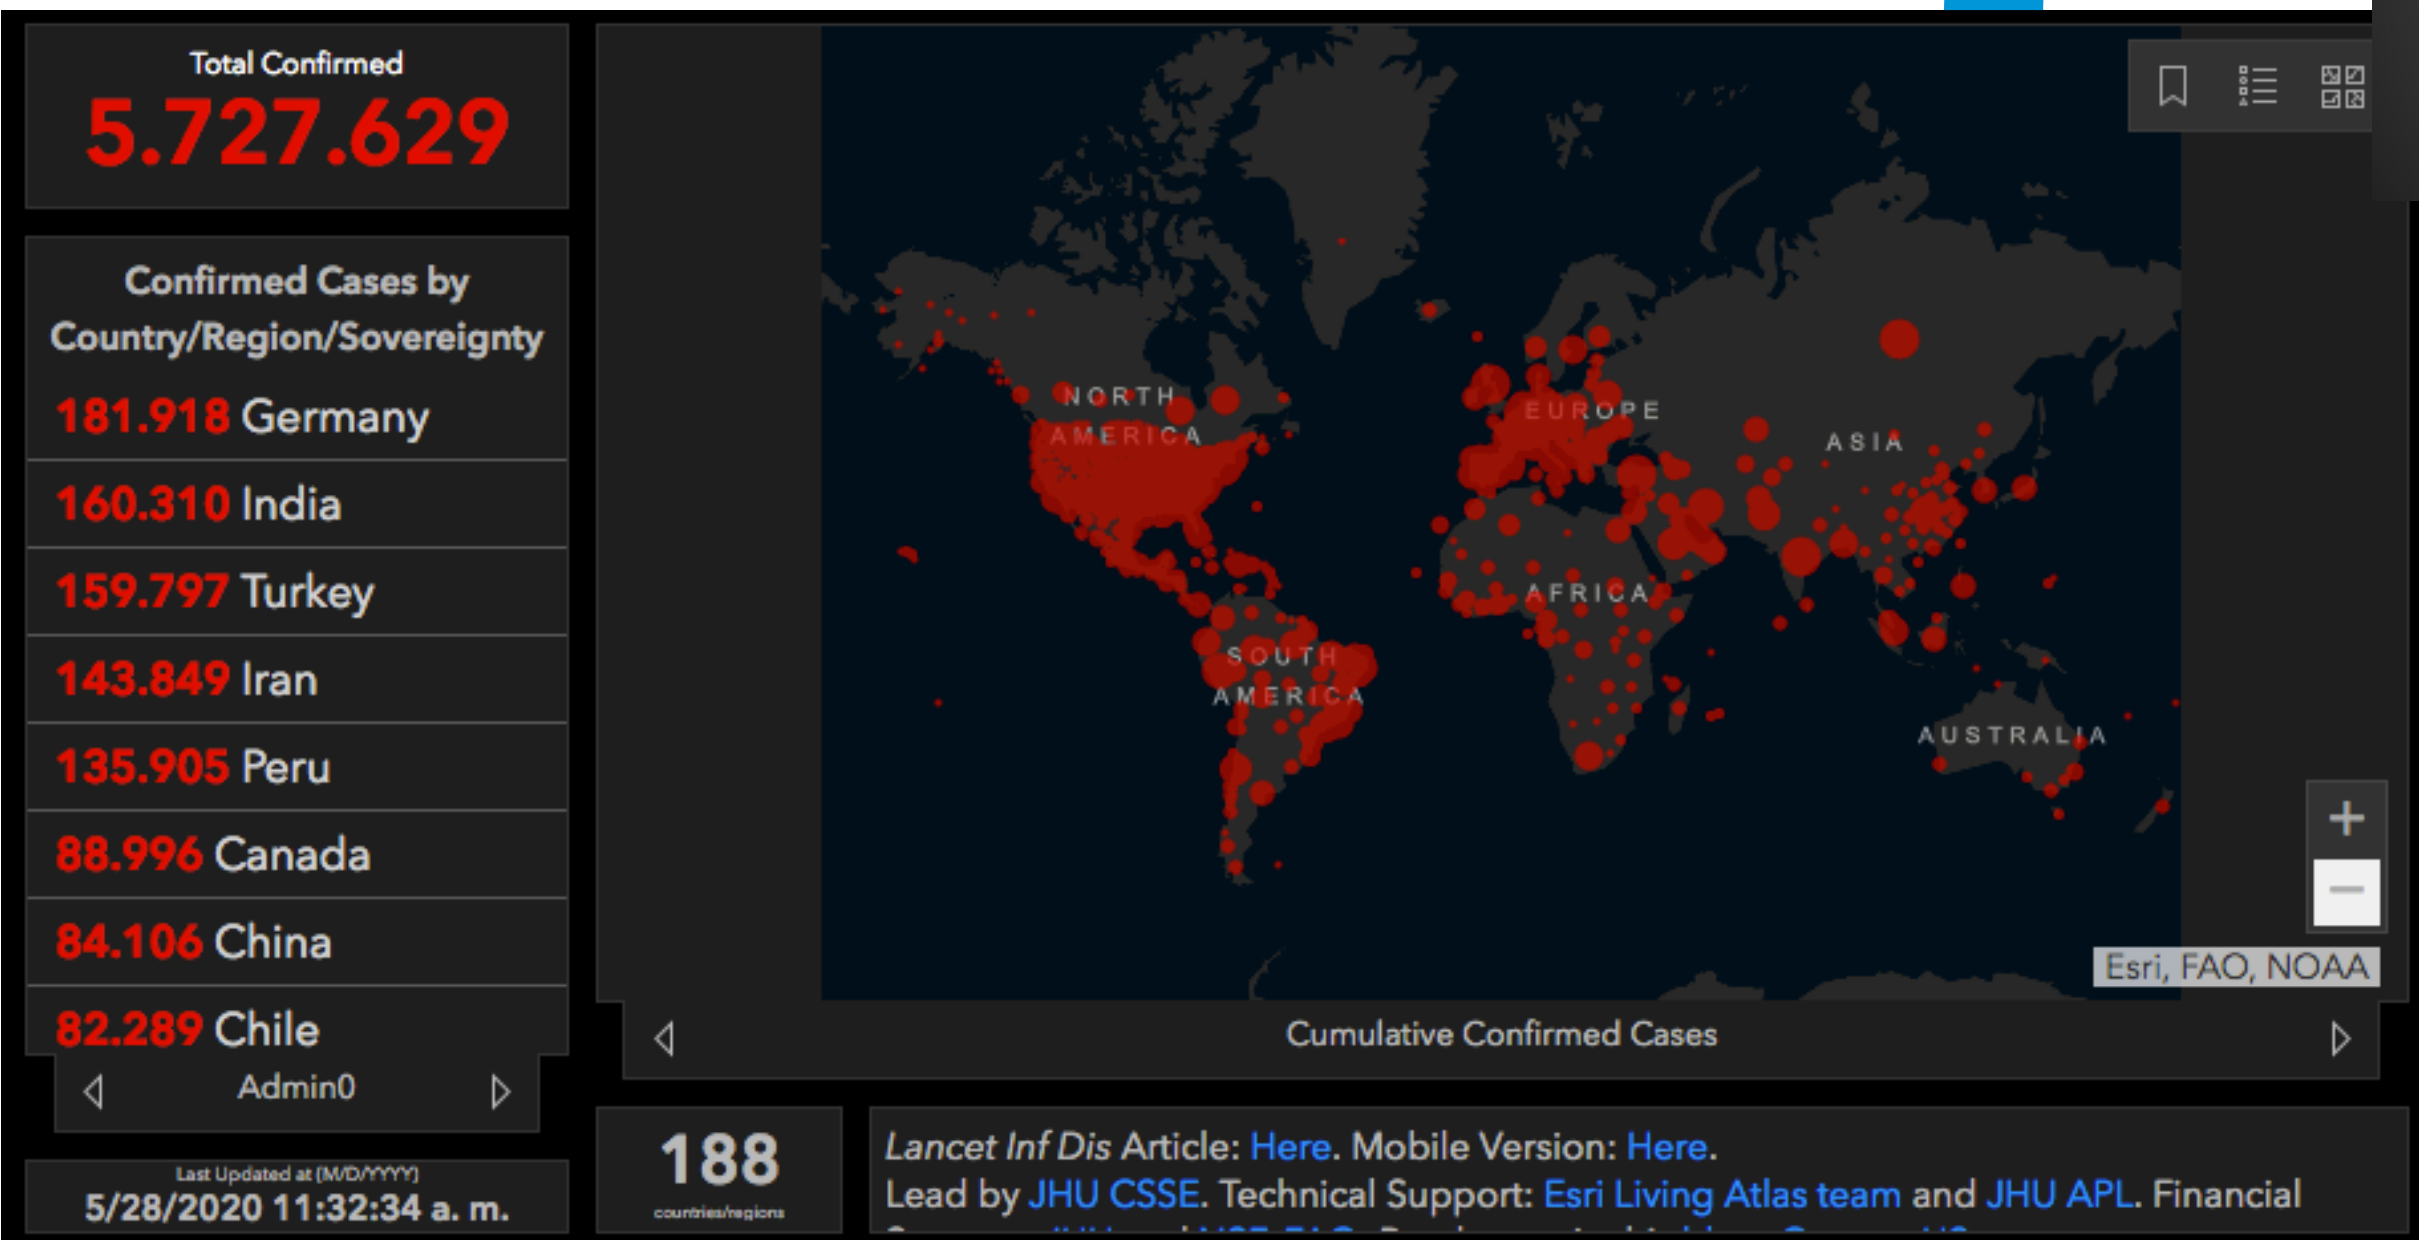 Total Confirmed
5.727.629
Confirmed Cases by
Country/Region/Sovereignty
181.918 Germany
160.310 India
159.797 Turkey
143.849 Iran
135.905 Peru
88.996 Canada
84.106 China
82.289 Chile
Admin0
Last Updated at (M/D/YYYY)
5/28/2020 11:32:34 a. m.
NORTH
AMERICA
EUROPE
ASIA
AFRICA
SOUTH
AMERICA
AUSTRALIA
Esri, FAO, NOAA
Cumulative Confirmed Cases
188
countries/regions
Lancet Inf Dis Article: Here. Mobile Version: Here.
Lead by JHU CSSE. Technical Support: Esri Living Atlas team and JHU APL. Financial